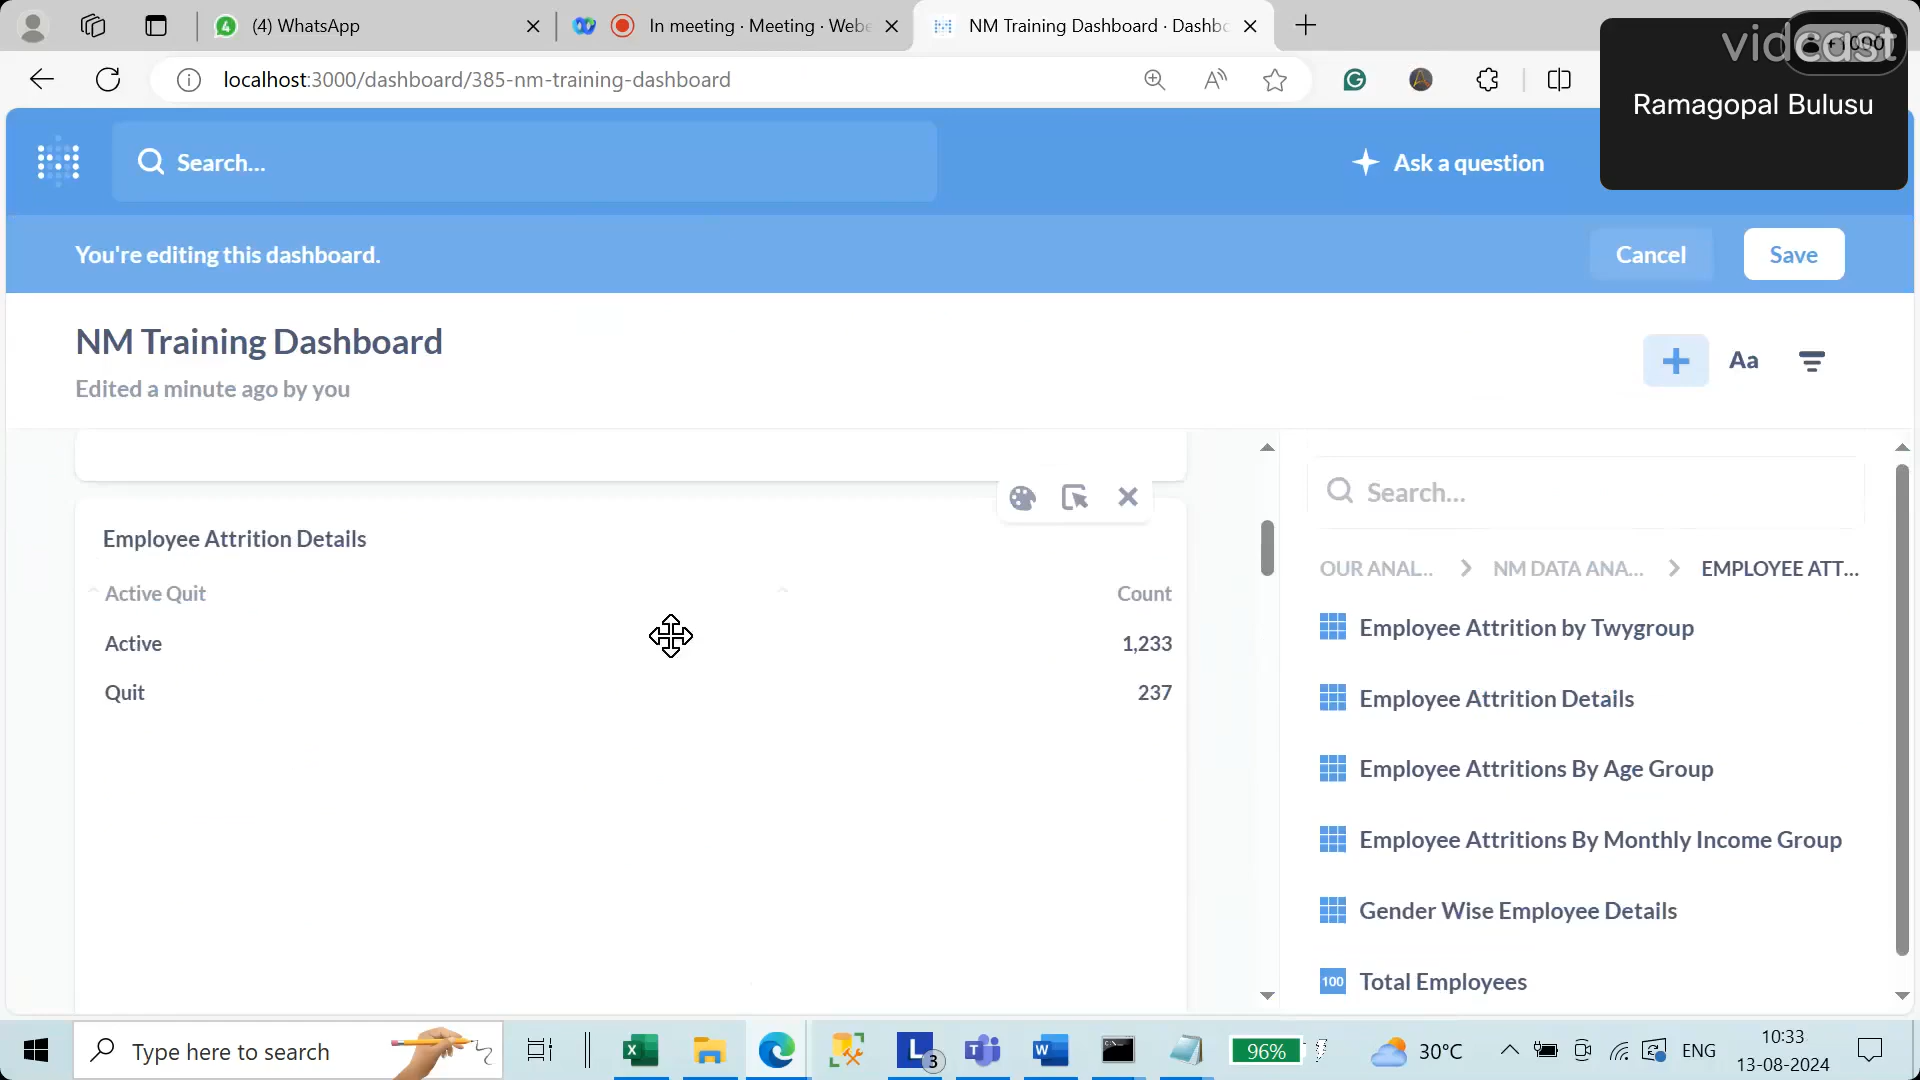 (4) WhatsApp
In meeting · Meeting · Webe
NM Training Dashboard · Dashbo
vidcast
Ramagopal Bulusu
localhost:3000/dashboard/385-nm-training-dashboard
Search...
Ask a question
You're editing this dashboard.
Cancel
Save
NM Training Dashboard
Edited a minute ago by you
Aa
Employee Attrition Details
Active Quit
Count
Active
1,233
Quit
237
Search...
OUR ANAL...
NM DATA ANA...
EMPLOYEE ATT...
Employee Attrition by Twygroup
Employee Attrition Details
Employee Attritions By Age Group
Employee Attritions By Monthly Income Group
Gender Wise Employee Details
100 Total Employees
Type here to search
3
96%
30°C
ENG
10:33
13-08-2024